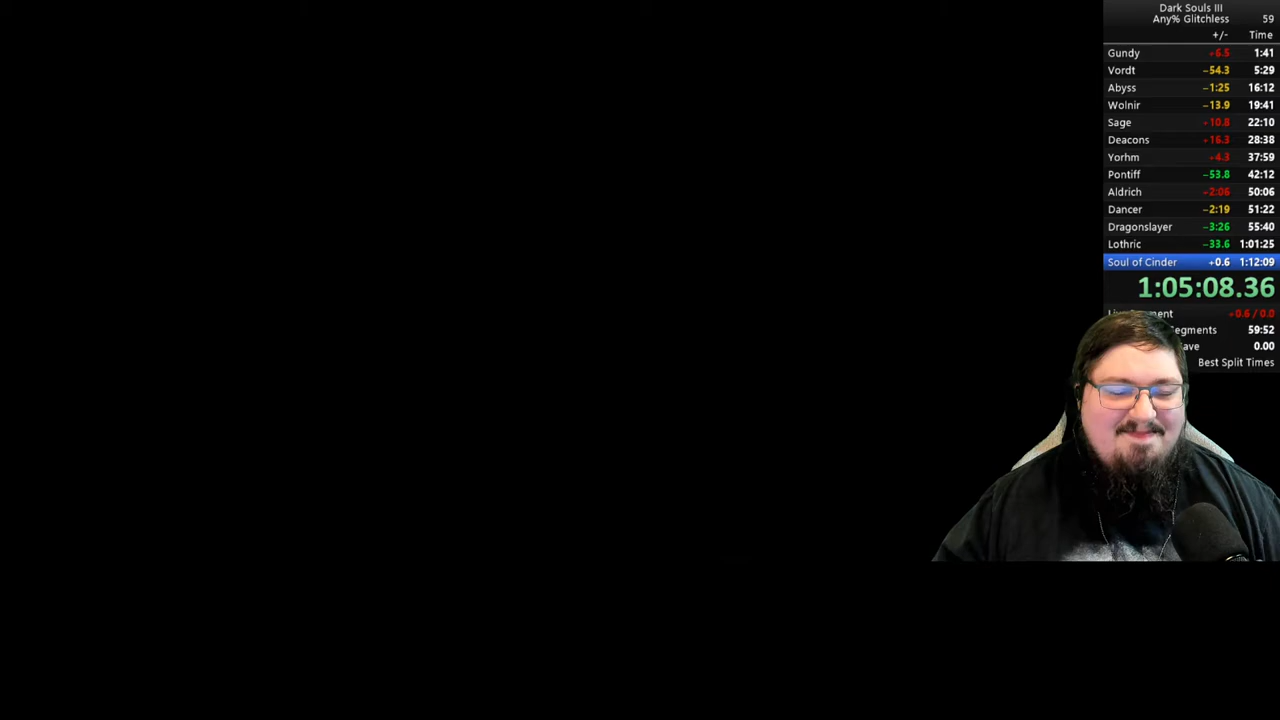 Dark Souls III
Any% Glitchless 59
+/- Time
Gundy +6.5 1:41
Vordt −54.3 5:29
Abyss −1:25 16:12
Wolnir −13.9 19:41
Sage +10.8 22:10
Deacons +16.3 28:38
Yorhm +4.3 37:59
Pontiff −53.8 42:12
Aldrich +2:06 50:06
Dancer −2:19 51:22
Dragonslayer −3:26 55:40
Lothric −33.6 1:01:25
Soul of Cinder +0.6 1:12:09
1:05:08.36
+0.6 / 0.0
59:52
0.00
Best Split Times